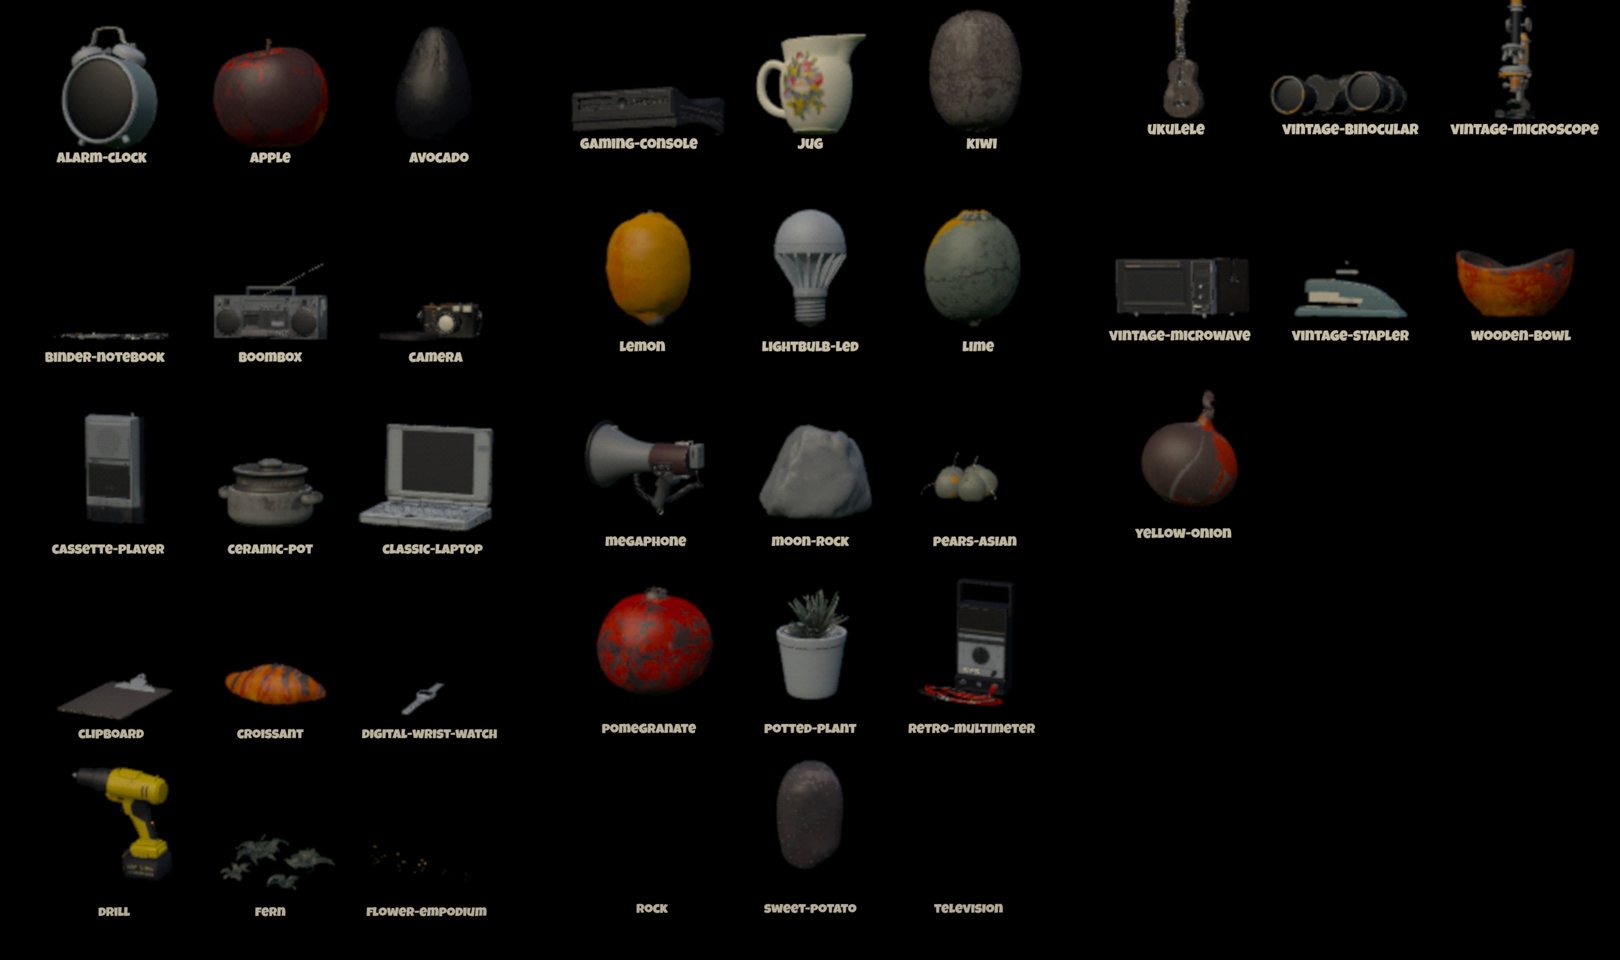 ALARM-CLOCK
APPLE
AVOCADO
GAMING-CONSOLE
JUG
KIWI
UKULELE
VINTAGE-BINOCULAR
VINTAGE-MICROSCOPE
BINDER-NOTEBOOK
BOOMBOX
CAMERA
LEMON
LIGHTBULB-LED
LIME
VINTAGE-MICROWAVE
VINTAGE-STAPLER
WOODEN-BOWL
CASSETTE-PLAYER
CERAMIC-POT
CLASSIC-LAPTOP
MEGAPHONE
MOON-ROCK
PEARS-ASIAN
YELLOW-ONION
CLIPBOARD
CROISSANT
DIGITAL-WRIST-WATCH
POMEGRANATE
POTTED-PLANT
RETRO-MULTIMETER
DRILL
FERN
FLOWER-EMPODIUM
ROCK
SWEET-POTATO
TELEVISION